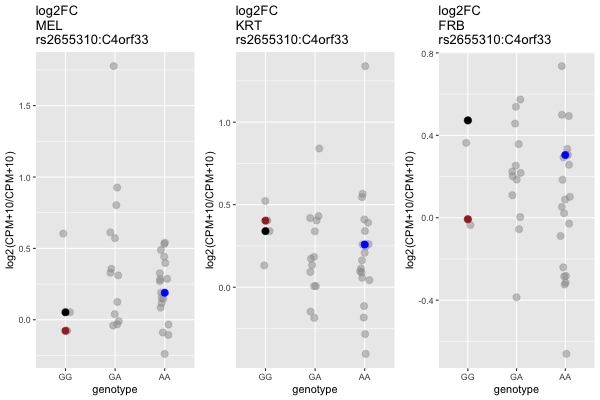 log2FC
MEL
rs2655310:C4orf33
log2(CPM+10/CPM+10)
1.5
1.0
0.5
0.0
GG GA AA
genotype
log2FC
KRT
rs2655310:C4orf33
log2(CPM+10/CPM+10)
1.0
0.5
0.0
GG GA AA
genotype
log2FC
FRB
rs2655310:C4orf33
log2(CPM+10/CPM+10)
0.8
0.4
0.0
-0.4
GG GA AA
genotype